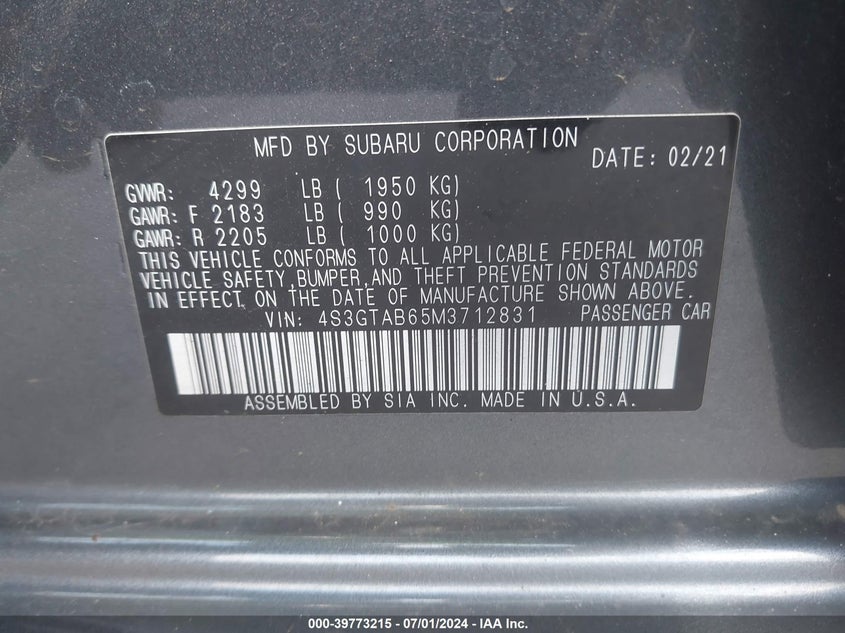 MFD BY SUBARU CORPORATION DATE: 02/21
GVWR: 4299 LB ( 1950 KG)
GAWR: F 2183 LB ( 990 KG)
GAWR: R 2205 LB ( 1000 KG)
THIS VEHICLE CONFORMS TO ALL APPLICABLE FEDERAL MOTOR
VEHICLE SAFETY,BUMPER,AND THEFT PREVENTION STANDARDS
IN EFFECT ON THE DATE OF MANUFACTURE SHOWN ABOVE.
VIN: 4S3GTAB65M3712831 PASSENGER CAR
ASSEMBLED BY SIA INC. MADE IN U.S.A.
000-39773215 - 07/01/2024 - IAA Inc.